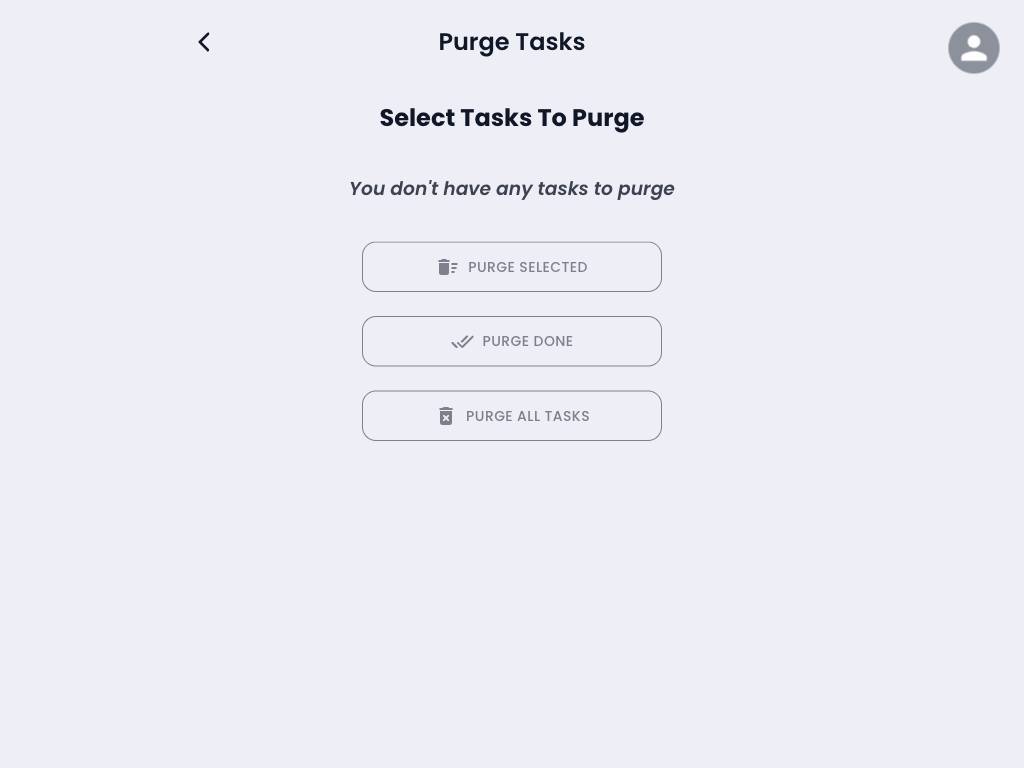 Purge Tasks
Select Tasks To Purge
You don't have any tasks to purge
PURGE SELECTED
PURGE DONE
PURGE ALL TASKS